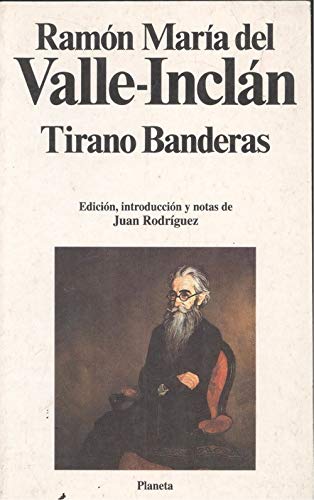 Ramón María del
Valle-Inclán
Tirano Banderas
Edición, introducción y notas de
Juan Rodríguez
Planeta